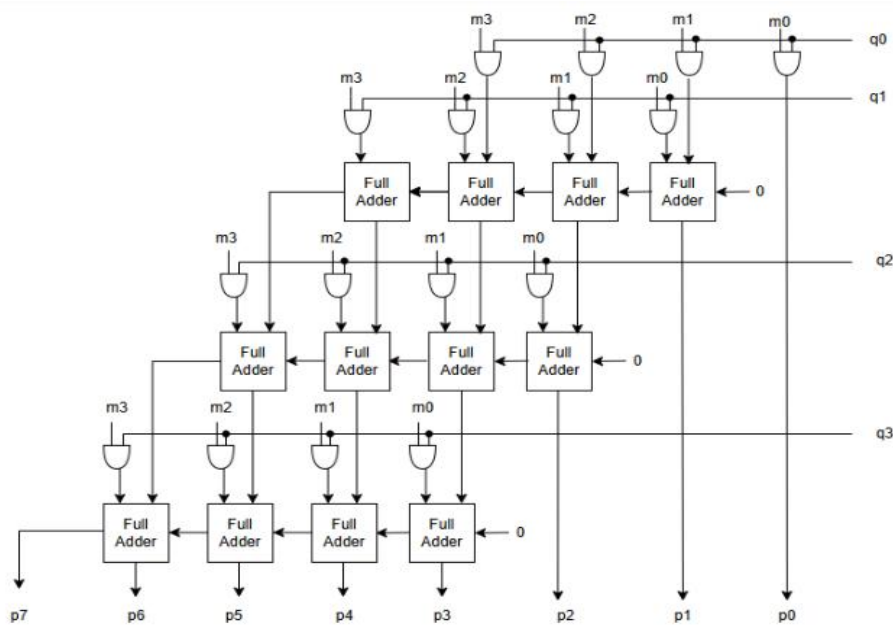 m3 m2 m1 m0
q0
m3 m2 m1 m0
q1
Full Adder
Full Adder
Full Adder
Full Adder
0
m3 m2 m1 m0
q2
Full Adder
Full Adder
Full Adder
Full Adder
0
m3 m2 m1 m0
q3
Full Adder
Full Adder
Full Adder
Full Adder
0
p7 p6 p5 p4 p3 p2 p1 p0